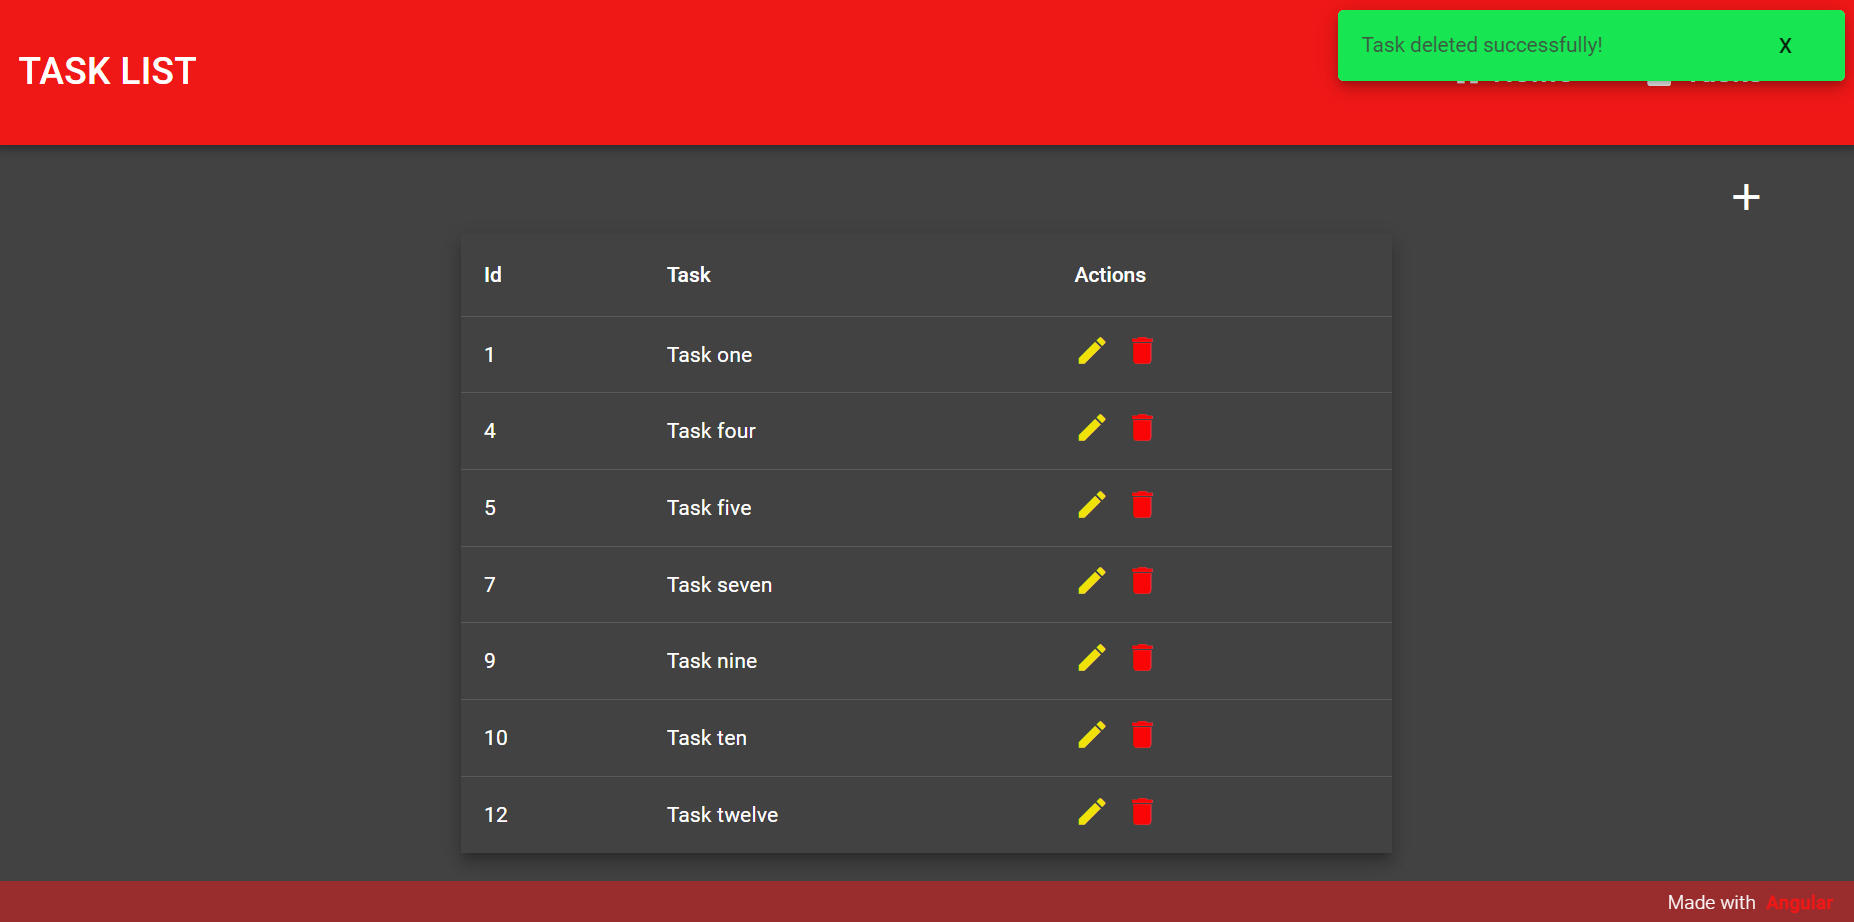 TASK LIST
Task deleted successfully!
X
Id Task Actions
1 Task one
4 Task four
5 Task five
7 Task seven
9 Task nine
10 Task ten
12 Task twelve
Made with Angular